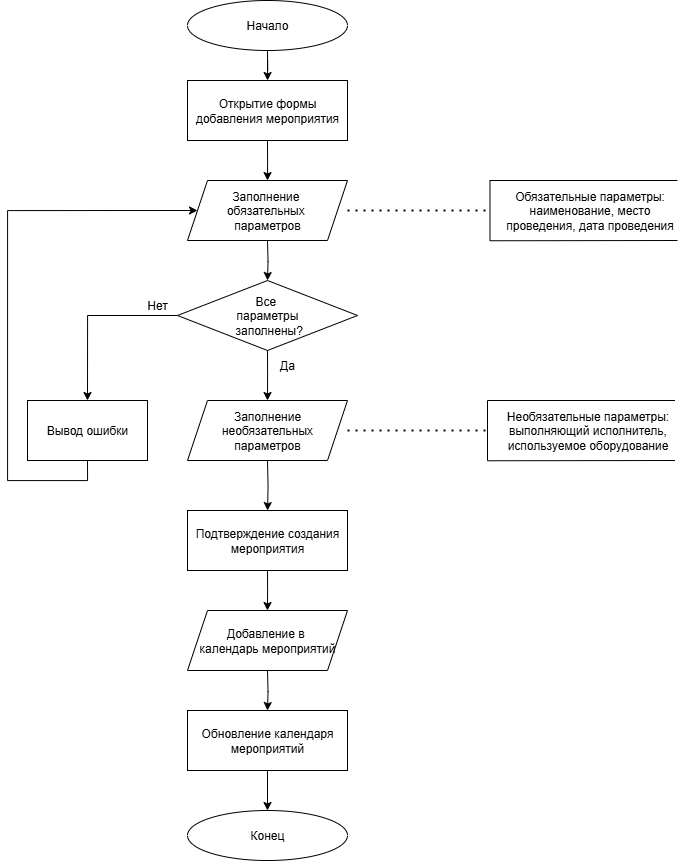 Начало
Открытие формы
добавления мероприятия
Заполнение
обязательных
параметров
Обязательные параметры:
наименование, место
проведения, дата проведения
Нет
Все
параметры
заполнены?
Да
Вывод ошибки
Заполнение
необязательных
параметров
Необязательные параметры:
выполняющий исполнитель,
используемое оборудование
Подтверждение создания
мероприятия
Добавление в
календарь мероприятий
Обновление календаря
мероприятий
Конец